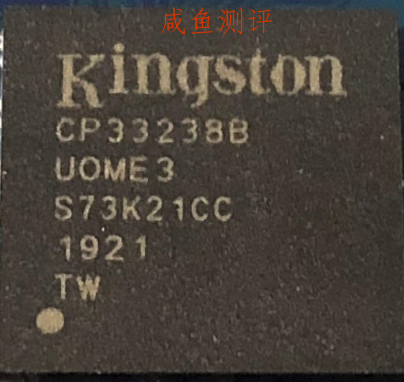 咸鱼测评
Kingston
CP33238B
UOME3
S73K21CC
1921
TW